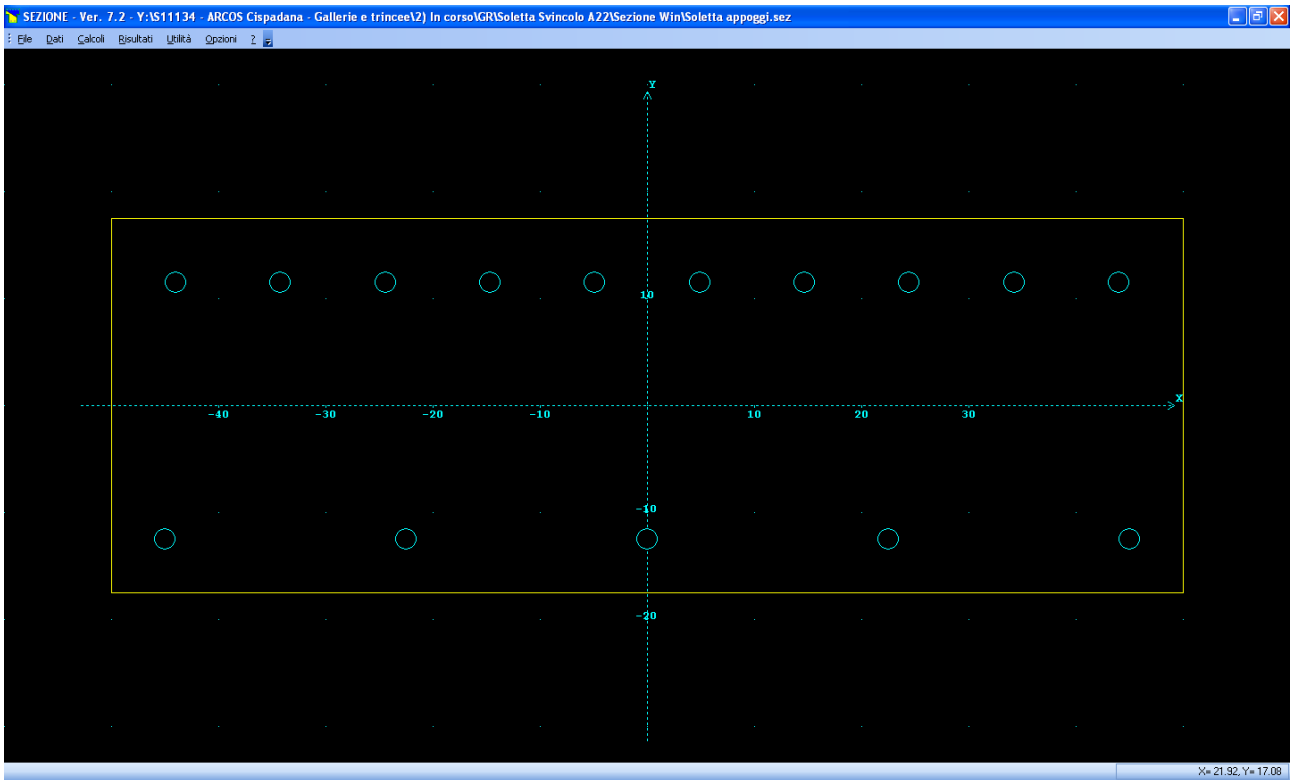 SEZIONE - Ver. 7.2 - Y:\S11134 - ARCOS Cispadana - Gallerie e trincee\2) In corso\GR\Soletta Svincolo A22\Sezione Win\Soletta appoggi.sez
File Dati Calcoli Risultati Utilità Opzioni ?
Y
10
X
-40 -30 -20 -10 10 20 30
-10
-20
X= 21.92, Y= 17.08